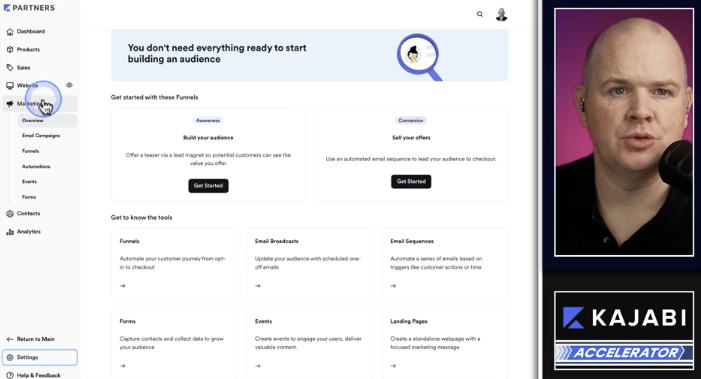 PARTNERS
Dashboard
Products
Sales
Website
Marketing
Overview
Email Campaigns
Funnels
Automations
Events
Forms
Contacts
Analytics
Return to Main
Settings
Help & Feedback
You don't need everything ready to start
building an audience
Get started with these Funnels
Awareness
Build your audience
Offer a teaser via a lead magnet so potential customers can see the
value you offer
Get Started
Conversion
Sell your offers
Use an automated email sequence to lead your audience to checkout.
Get Started
Get to know the tools
Funnels
Automate your customer journey from opt-
in to checkout
Email Broadcasts
Update your audience with scheduled one-
off emails
Email Sequences
Automate a series of emails based on
triggers like customer actions or time
Forms
Capture contacts and collect data to grow
your audience
Events
Create events to engage your users, deliver
valuable content.
Landing Pages
Create a standalone webpage with a
focused marketing message
KAJABI
ACCELERATOR